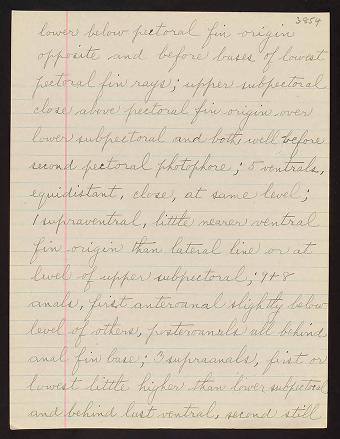 3854
lower below pectoral fin origin
opposite and before bases of lowest
pectoral fin rays; upper subpectoral
close above pectoral fin origin over
lower subpectoral and both well before
second pectoral photophore; 5 ventrals,
equidistant, close, at same level;
1 supraventral, little nearer ventral
fin origin than lateral line or at
level of upper subpectoral; 9+8
anals, first anteroanal slightly below
level of others, posteroanals all behind
anal fin base; 3 supraanals, first or
lowest little higher than lower subpectoral
and behind last ventral, second still